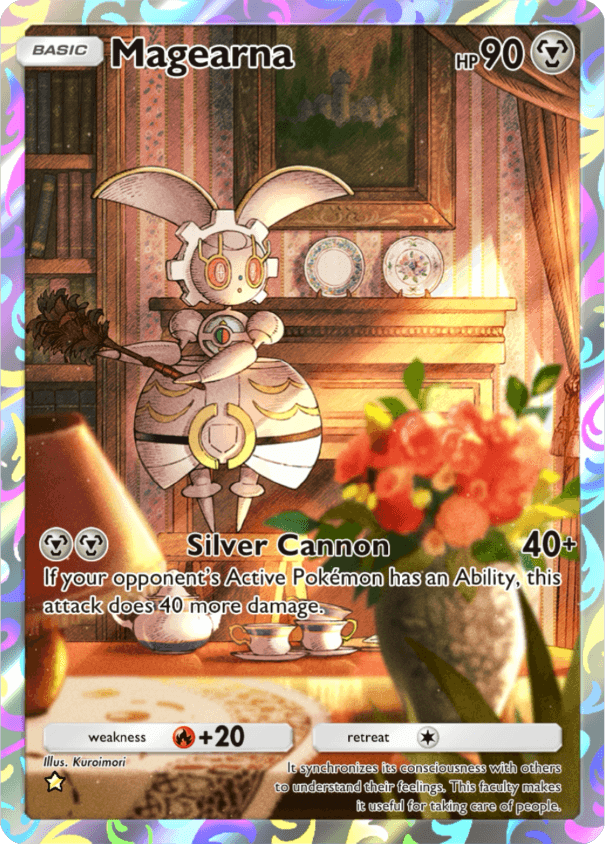 BASIC Magearna HP 90
Silver Cannon 40+
If your opponent's Active Pokémon has an Ability, this
attack does 40 more damage.
weakness +20 retreat
Illus. Kuroimori
It synchronizes its consciousness with others
to understand their feelings. This faculty makes
it useful for taking care of people.